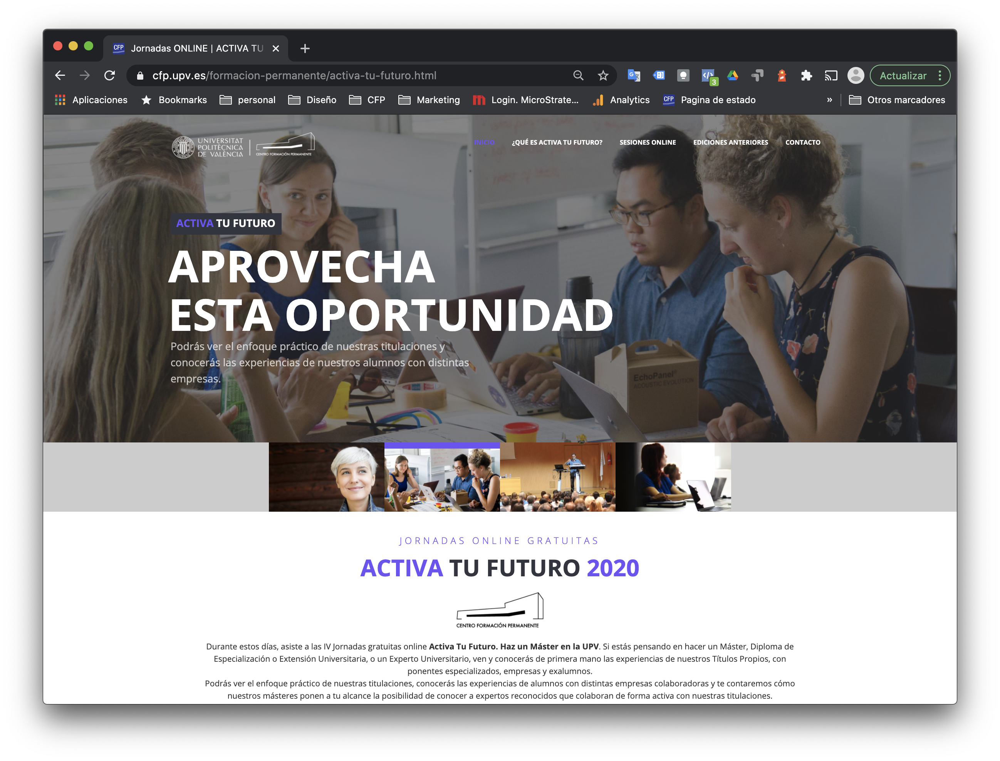 CFP Jornadas ONLINE | ACTIVA TU
cfp.upv.es/formacion-permanente/activa-tu-futuro.html
3
Actualizar
Aplicaciones Bookmarks personal Diseño CFP Marketing Login. MicroStrate... Analytics CFP Pagina de estado » Otros marcadores
UNIVERSITAT
POLITÈCNICA
DE VALÈNCIA
CENTRO FORMACIÓN PERMANENTE
INICIO ¿QUÉ ES ACTIVA TU FUTURO? SESIONES ONLINE EDICIONES ANTERIORES CONTACTO
ACTIVA TU FUTURO
APROVECHA
ESTA OPORTUNIDAD
Podrás ver el enfoque práctico de nuestras titulaciones y
conocerás las experiencias de nuestros alumnos con distintas
empresas.
EchoPanel®
ACOUSTIC EVOLUTION
JORNADAS ONLINE GRATUITAS
ACTIVA TU FUTURO 2020
CENTRO FORMACIÓN PERMANENTE
Durante estos días, asiste a las IV Jornadas gratuitas online Activa Tu Futuro. Haz un Máster en la UPV. Si estás pensando en hacer un Máster, Diploma de
Especialización o Extensión Universitaria, o un Experto Universitario, ven y conocerás de primera mano las experiencias de nuestros Títulos Propios, con
ponentes especializados, empresas y exalumnos.
Podrás ver el enfoque práctico de nuestras titulaciones, conocerás las experiencias de alumnos con distintas empresas colaboradoras y te contaremos cómo
nuestros másteres ponen a tu alcance la posibilidad de conocer a expertos reconocidos que colaboran de forma activa con nuestras titulaciones.